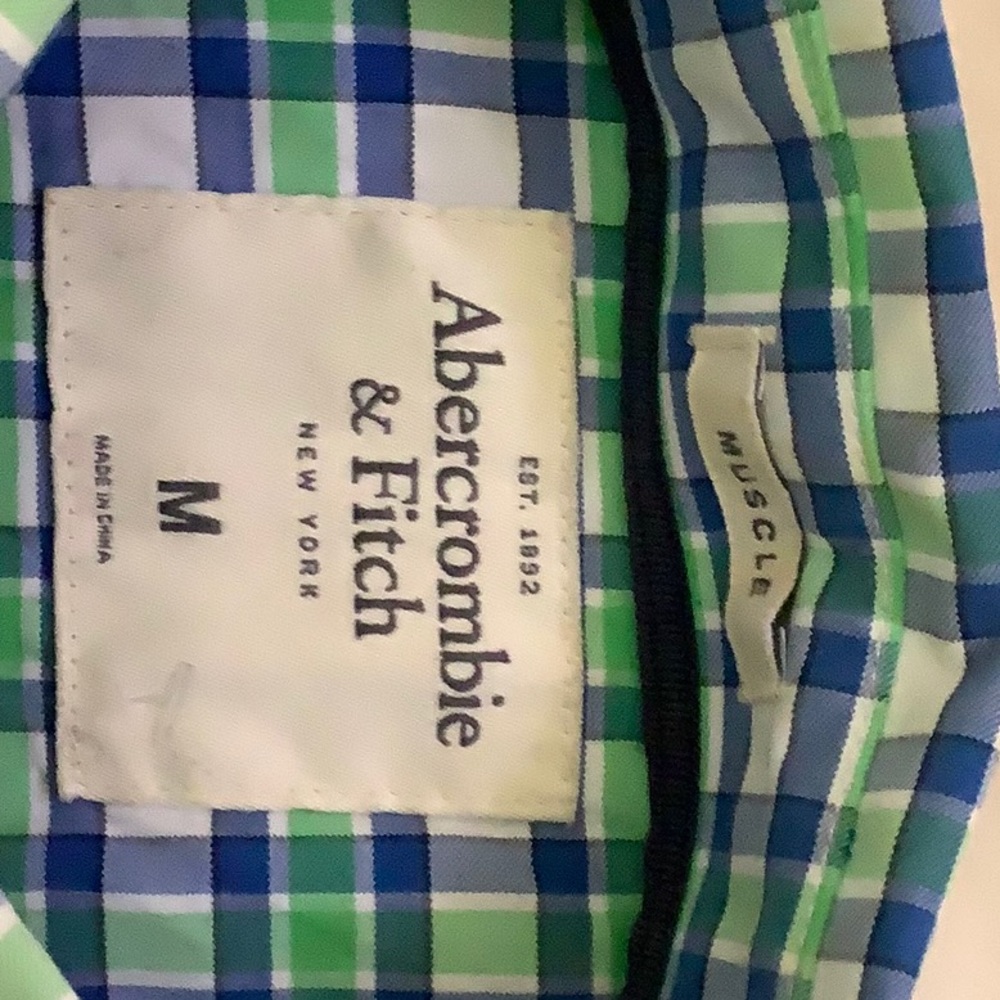 MUSCLE
EST. 1892
Abercrombie
& Fitch
NEW YORK
M
MADE IN CHINA